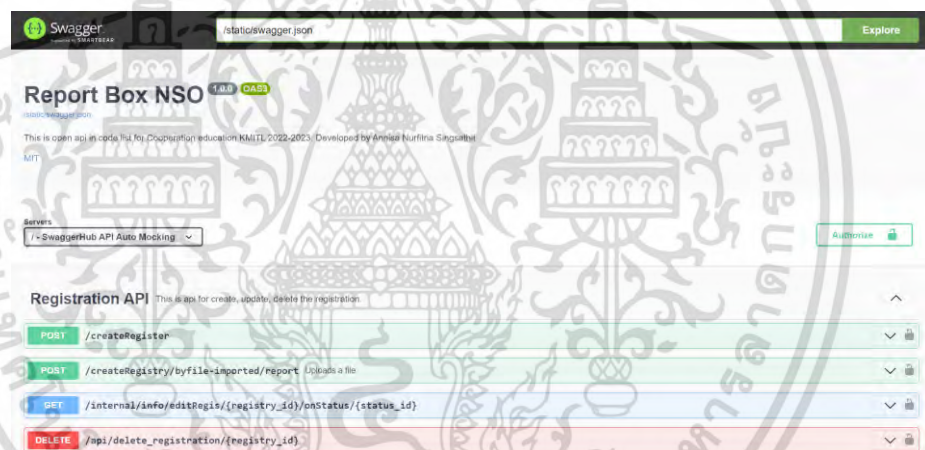 Swagger
SMARTBEAR
/static/swagger.json
Explore
Report Box NSO 1.0.0 OAS3
/static/swagger.json
This is open api in code list for Cooperation education KMITL 2022-2023. Developed by Annisa Nurfitria
MIT
Servers
/ - SwaggerHub API Auto Mocking
Authorize
Registration API This is api for create, update, delete the registration
POST /createRegister
POST /createRegistry/byfile-imported/report Uploads a file
GET /internal/info/editRegis/{registry_id}/onStatus/{status_id}
DELETE /api/delete_registration/{registry_id}